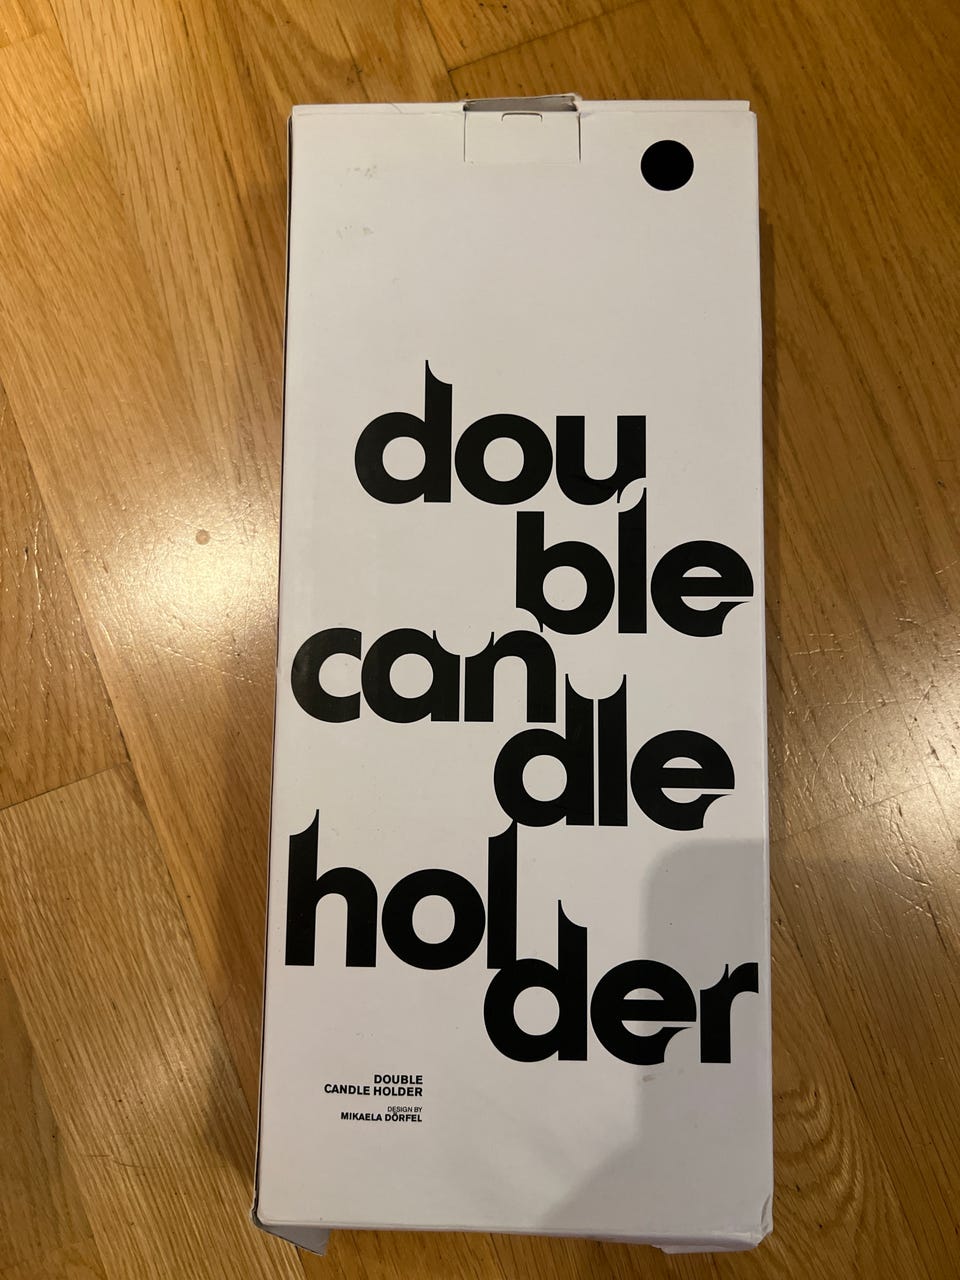 dou
ble
can
dle
hol
der
DOUBLE
CANDLE HOLDER
DESIGN BY
MIKAELA DÖRFEL